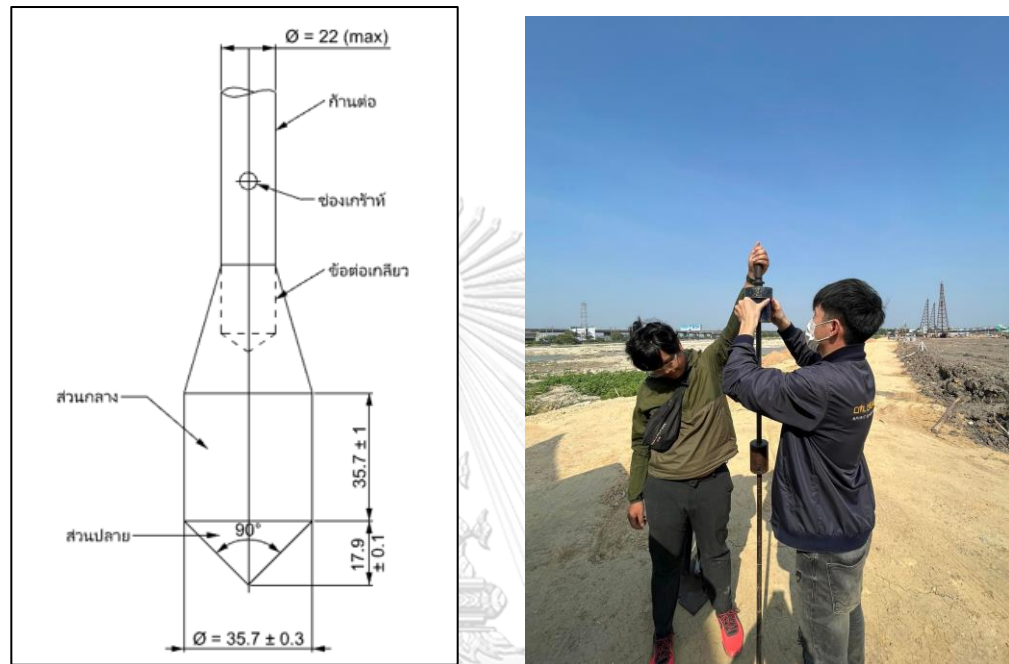 Ø = 22 (max)
ก้านต่อ
ช่องเกร้าท์
ข้อต่อเกลียว
ส่วนกลาง
35.7 ± 1
ส่วนปลาย
90°
17.9
± 0.1
Ø = 35.7 ± 0.3